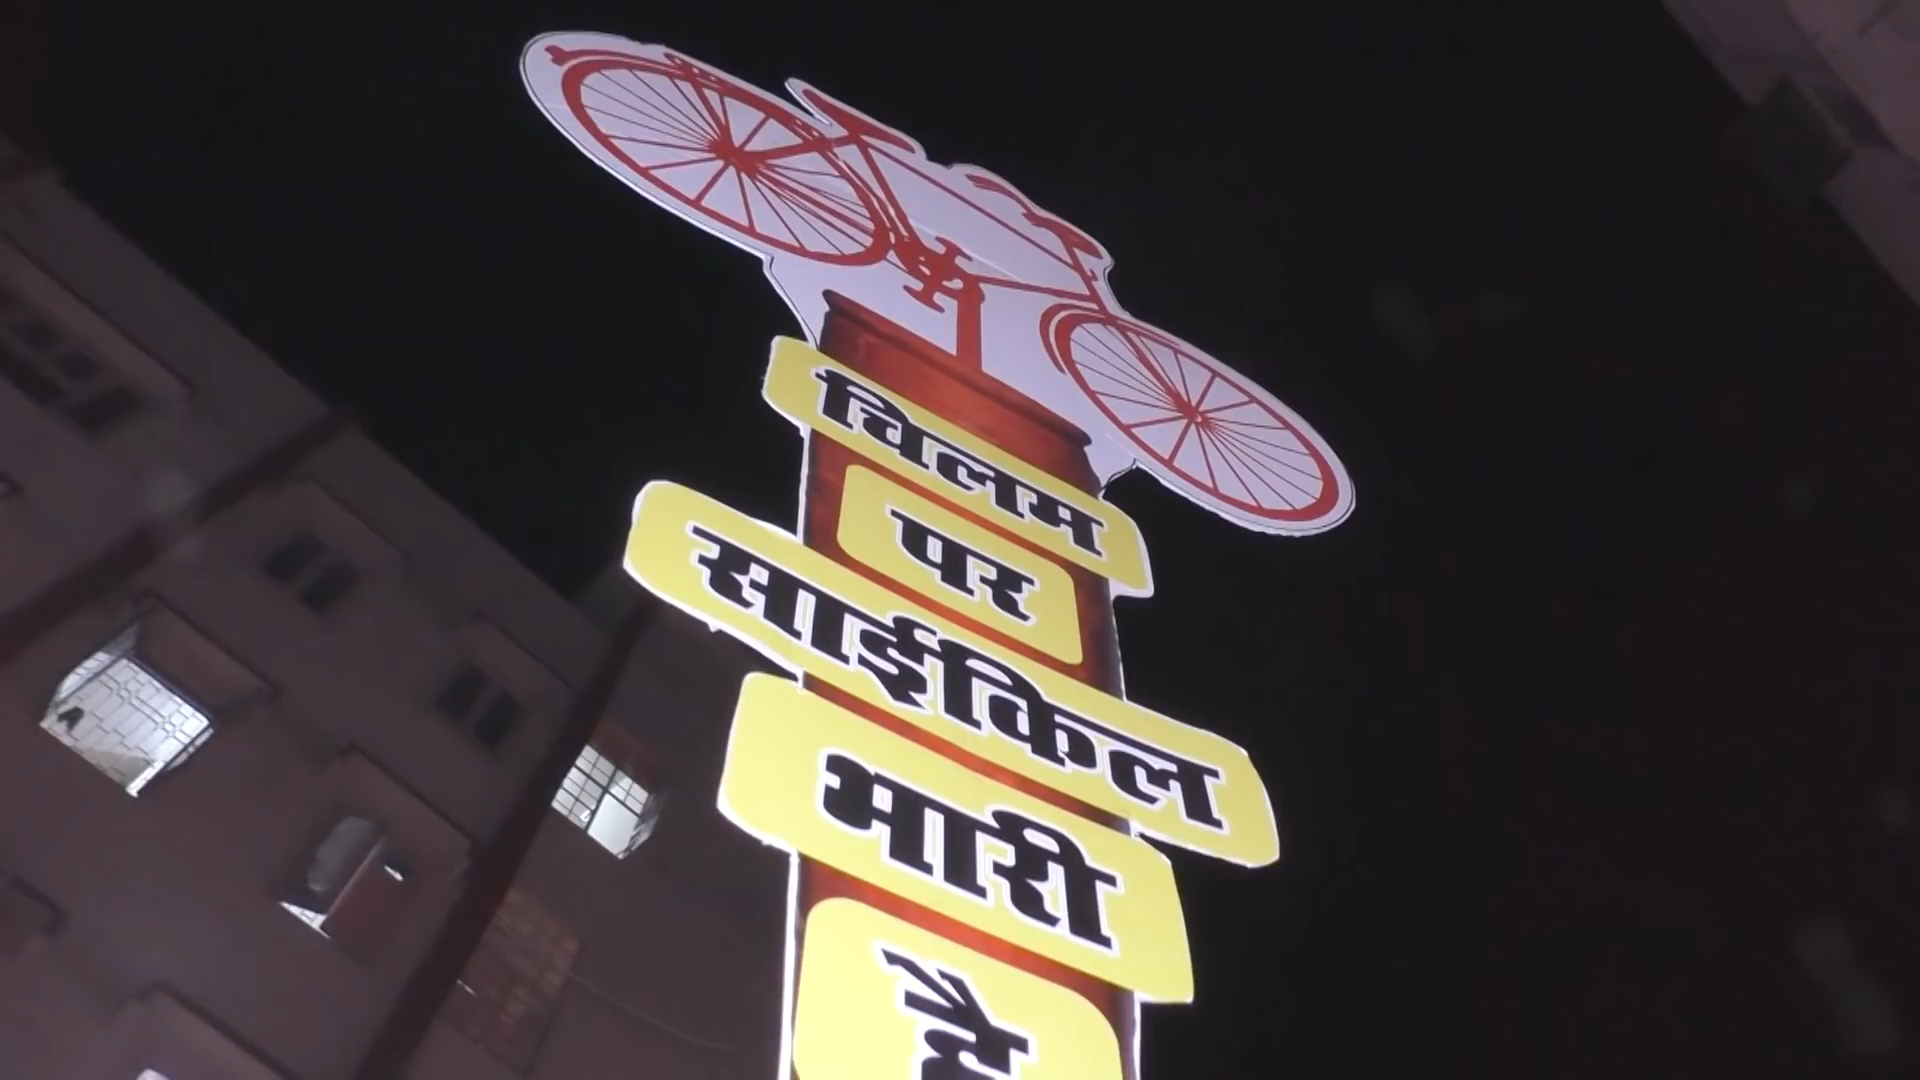 चिलम
पर
साईकिल
भारी
है